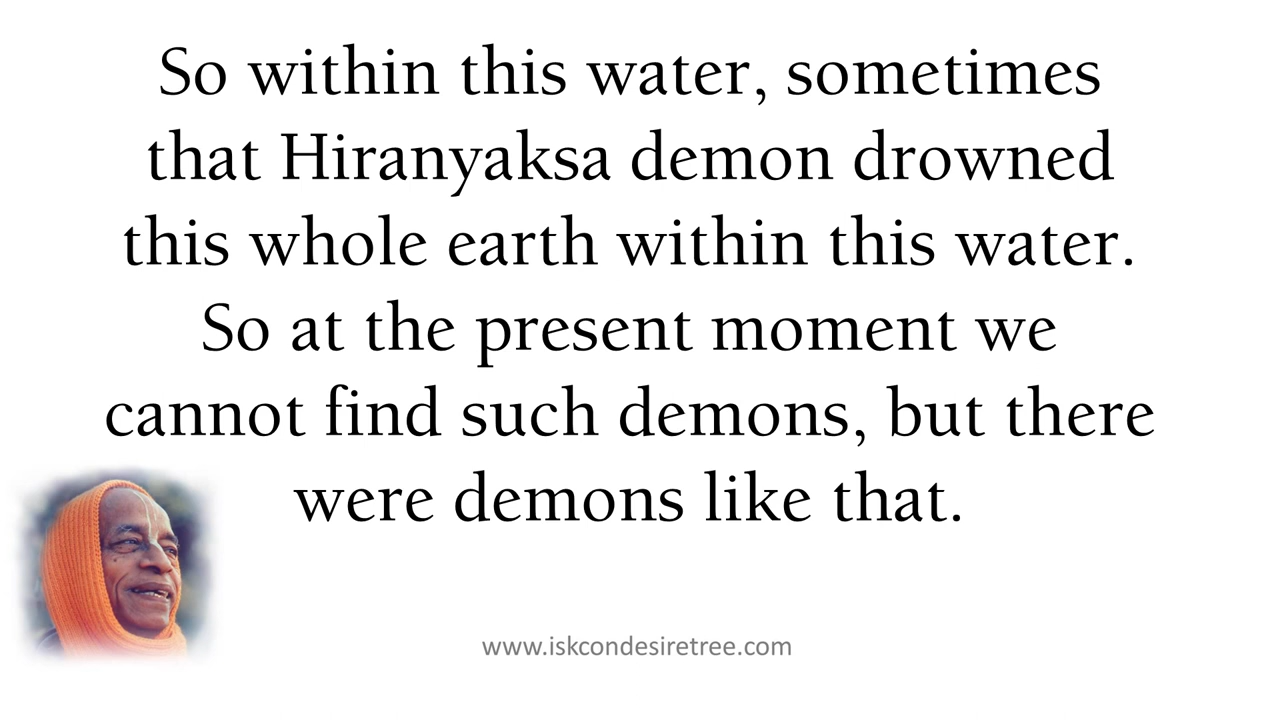 So within this water, sometimes
that Hiranyaksa demon drowned
this whole earth within this water.
So at the present moment we
cannot find such demons, but there
were demons like that.
www.iskcondesiretree.com